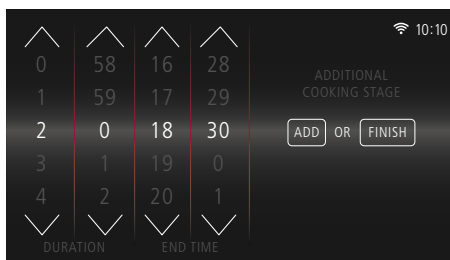 10:10
0 58 16 28
1 59 17 29
2 0 18 30
3 1 19 0
4 2 20 1
DURATION END TIME
ADDITIONAL
COOKING STAGE
ADD OR FINISH